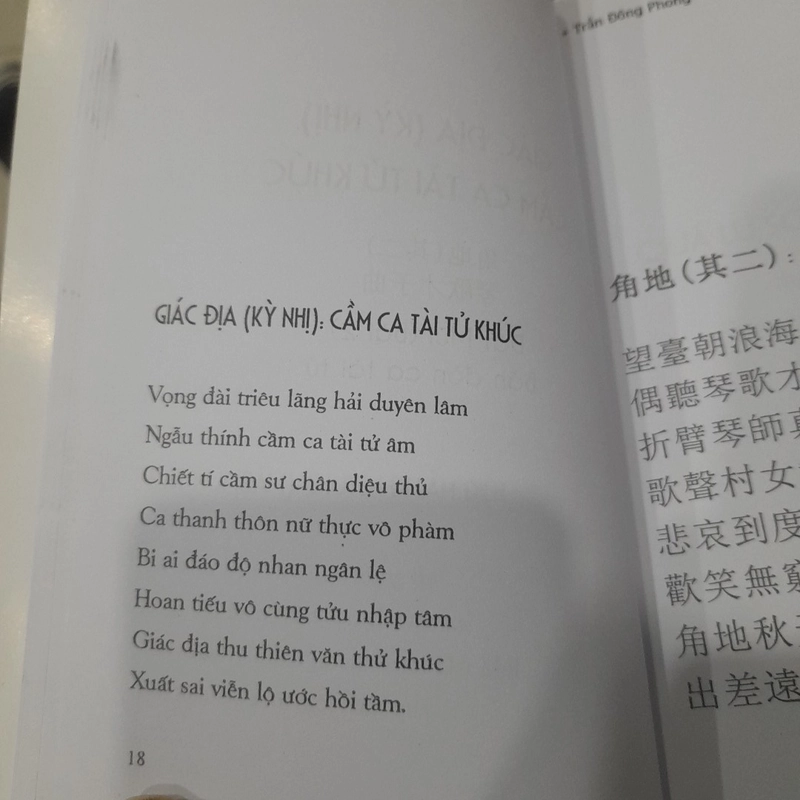 GIÁC ĐỊA (KỲ NHỊ): CẦM CA TÀI TỬ KHÚC
Vọng đài triêu lãng hải duyên lâm
Ngẫu thính cầm ca tài tử âm
Chiết tí cầm sư chân diệu thủ
Ca thanh thôn nữ thực vô phàm
Bi ai đáo độ nhan ngân lệ
Hoan tiếu vô cùng tửu nhập tâm
Giác địa thu thiên văn thử khúc
Xuất sai viễn lộ ước hồi tầm.
18
Trần Đông Phong
角地(其二):
望臺朝浪海
偶聽琴歌才
折臂琴師真
歌聲村女
悲哀到度
歡笑無窮
角地秋
出差遠